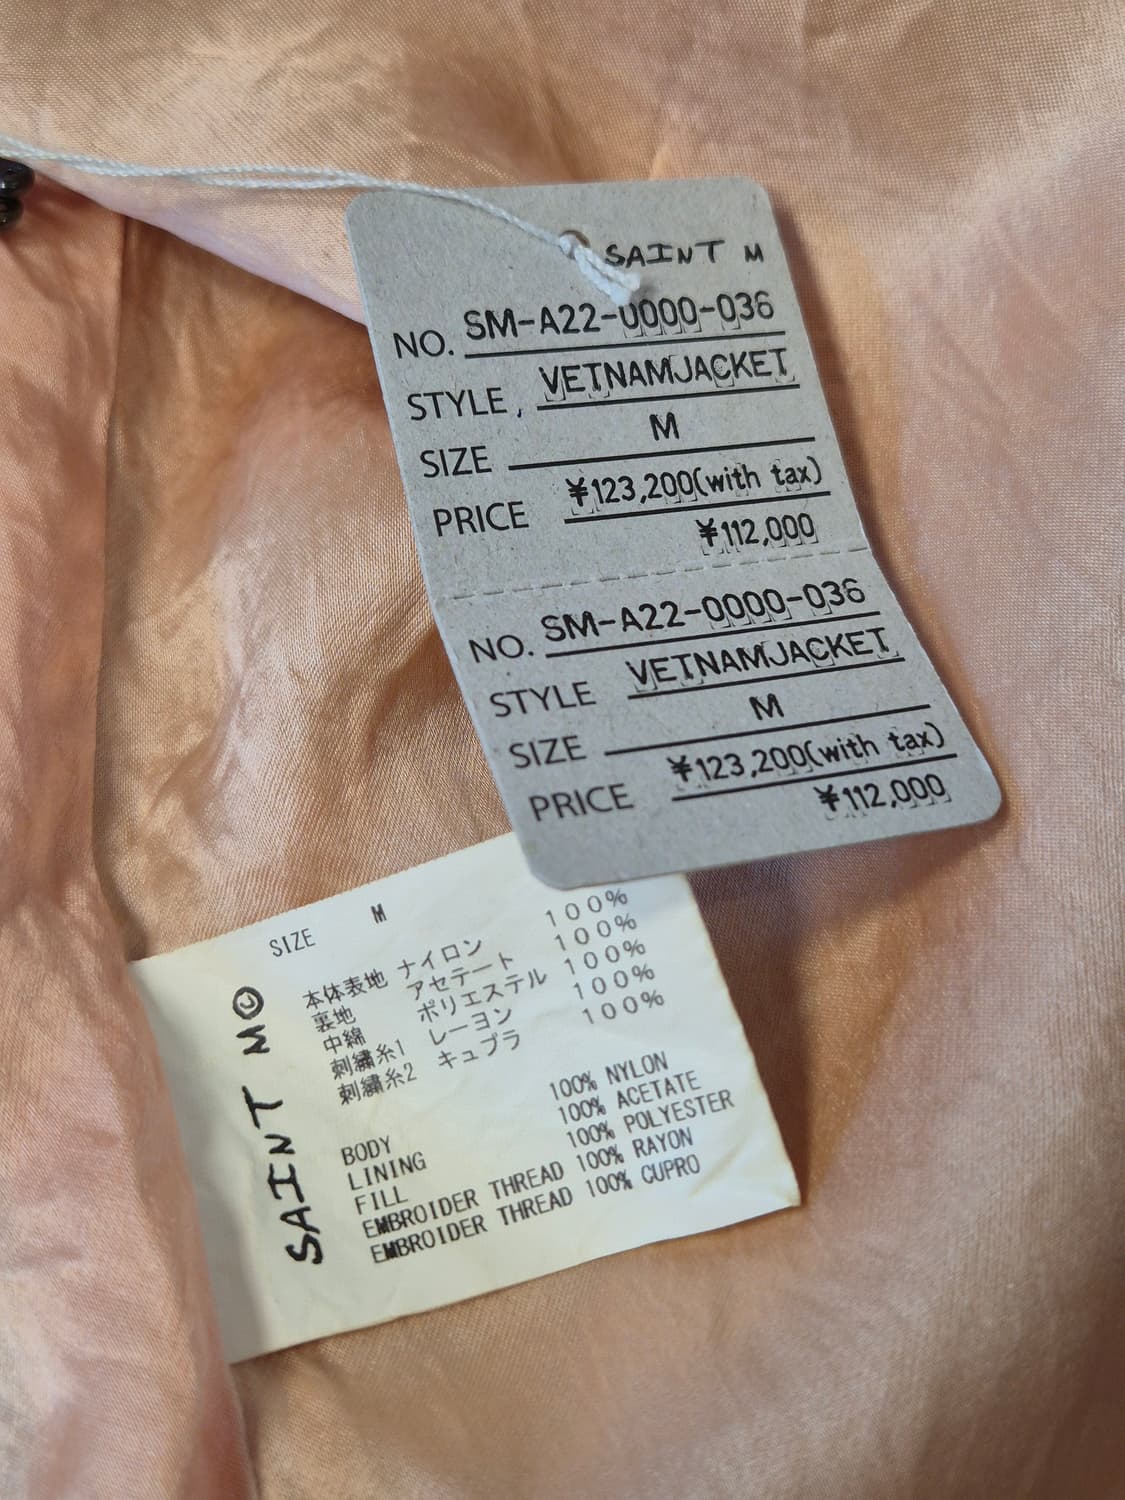 SAINT M
NO. SM-A22-0000-036
STYLE VETNAMJACKET
SIZE M
PRICE ¥123,200(with tax)
¥112,000
NO. SM-A22-0000-036
STYLE VETNAMJACKET
SIZE M
PRICE ¥123,200(with tax)
¥112,000
SAINT M
SIZE M
本体表地 ナイロン 100%
裏地 アセテート 100%
中綿 ポリエステル 100%
刺繍糸1 レーヨン 100%
刺繍糸2 キュプラ 100%
BODY 100% NYLON
LINING 100% ACETATE
FILL 100% POLYESTER
EMBROIDER THREAD 100% RAYON
EMBROIDER THREAD 100% CUPRO